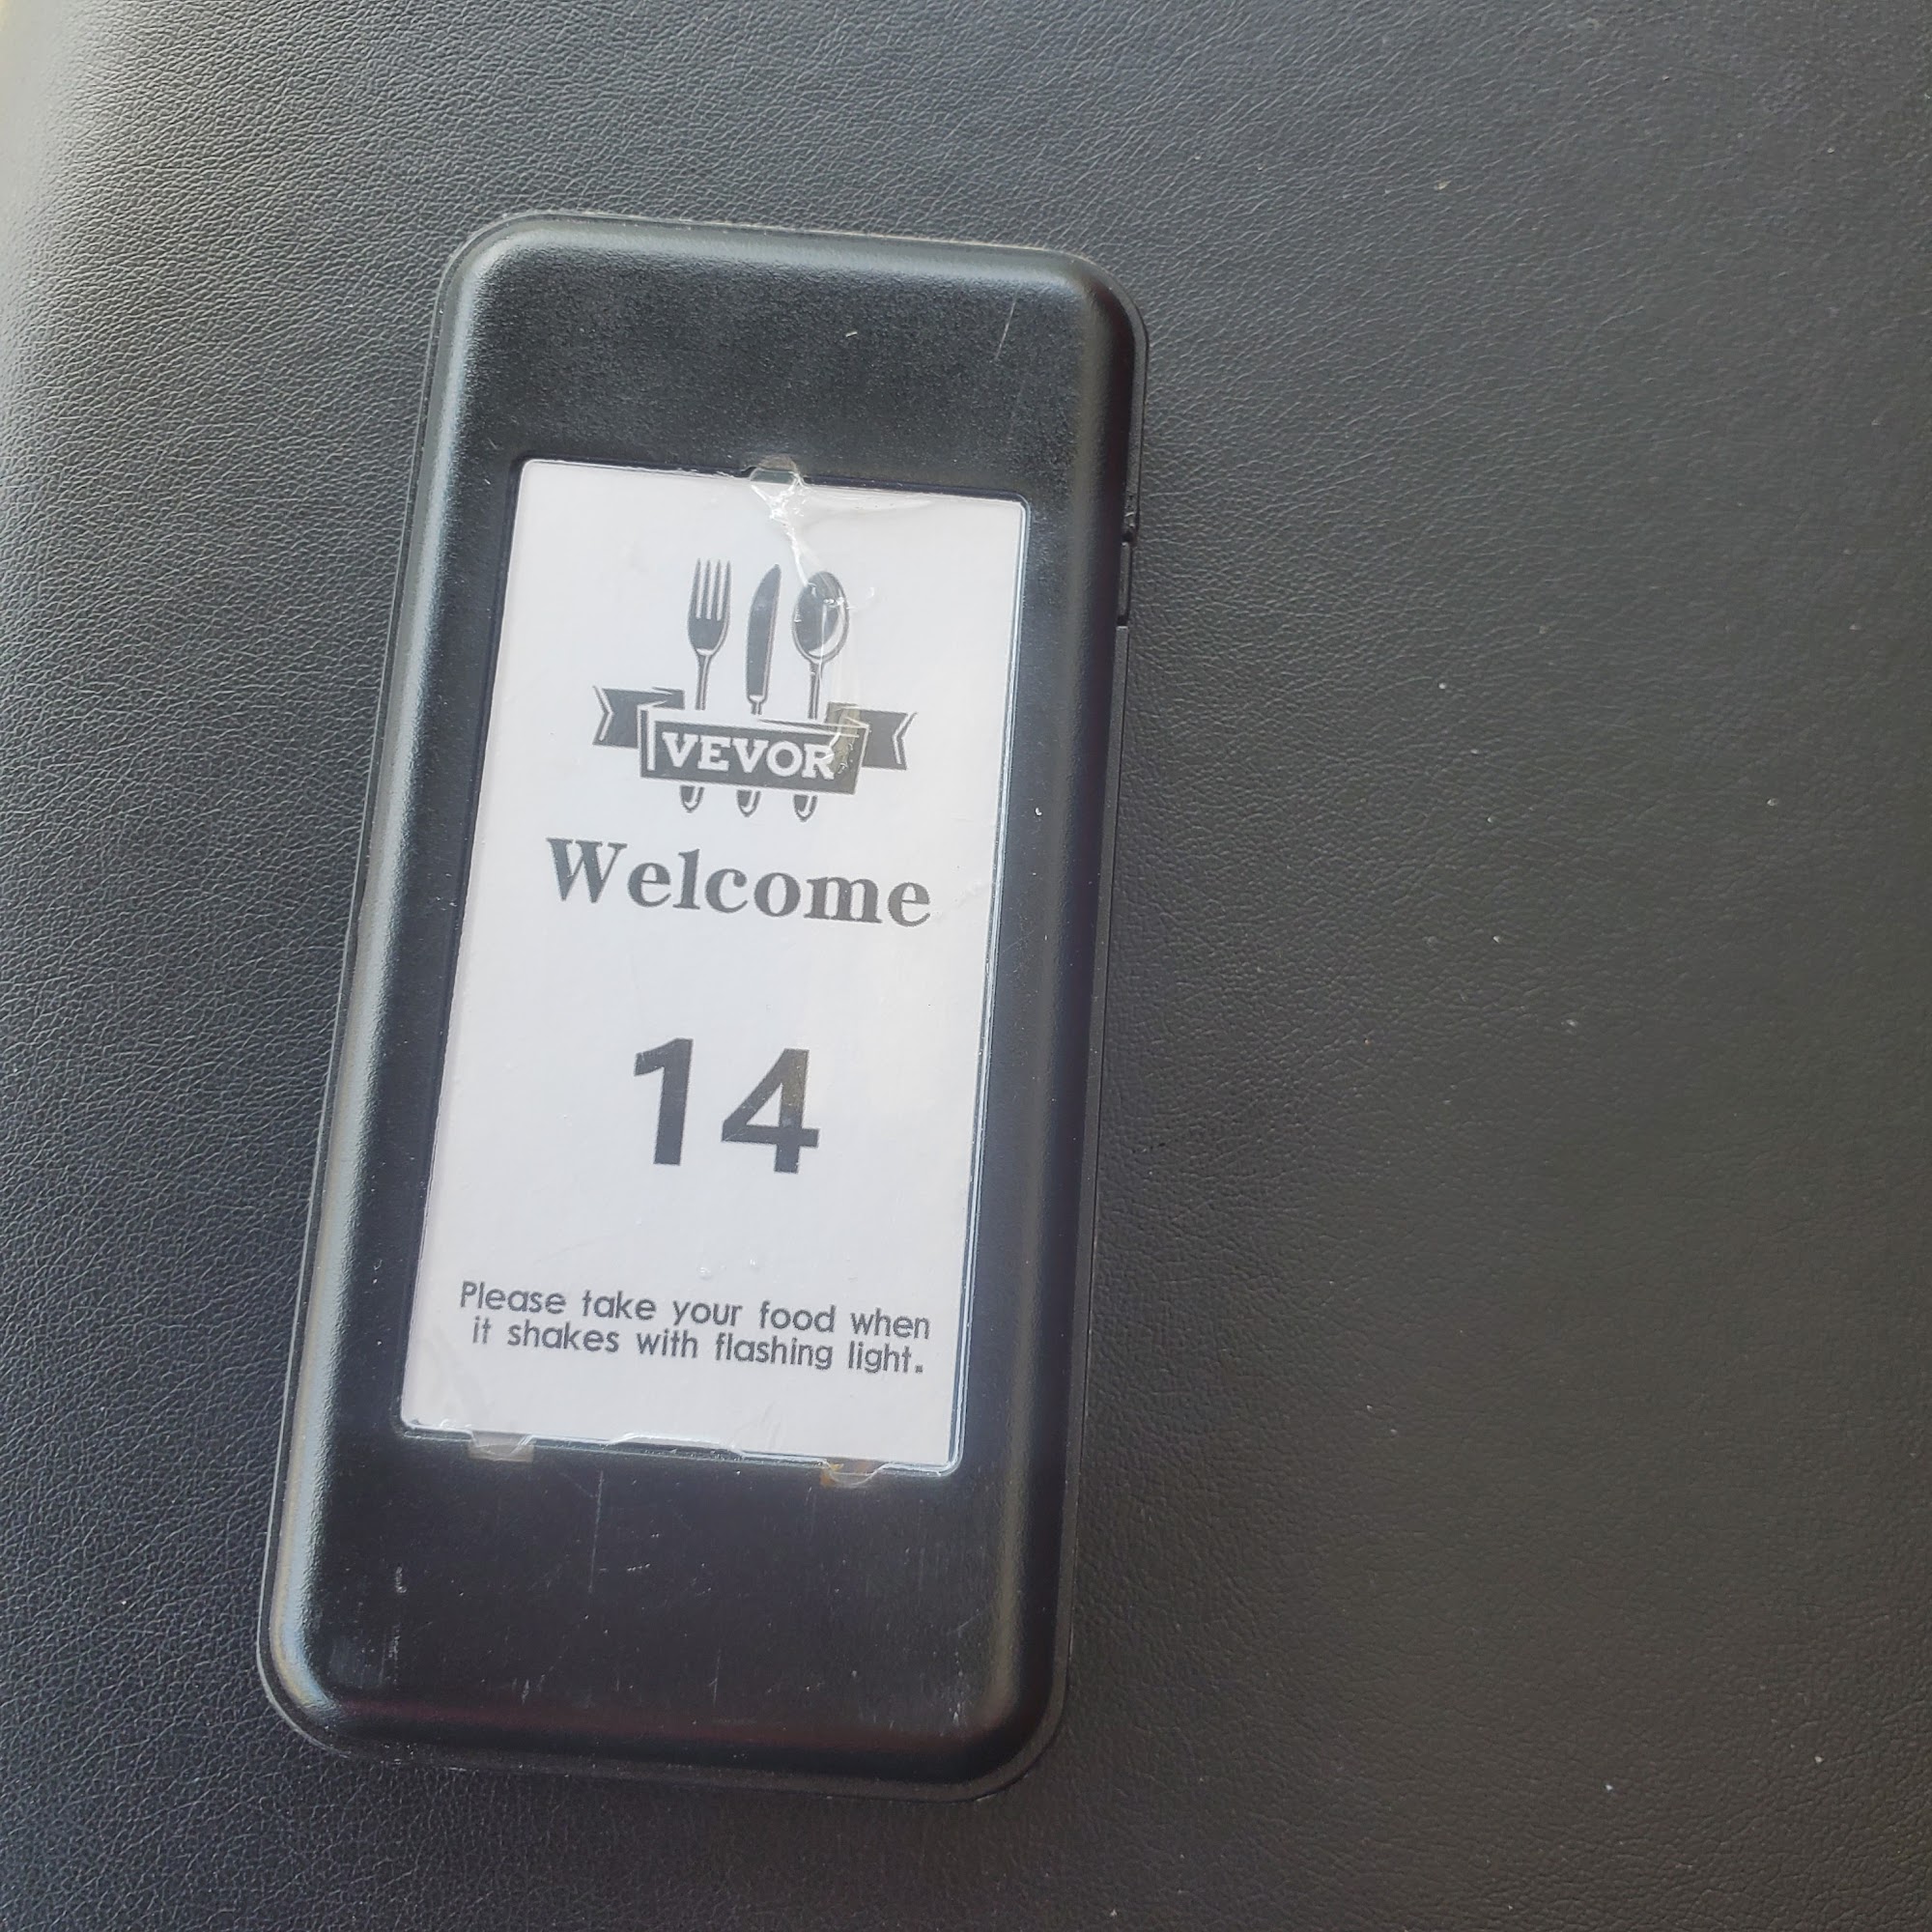 VEVOR
Welcome
14
Please take your food when
it shakes with flashing light.